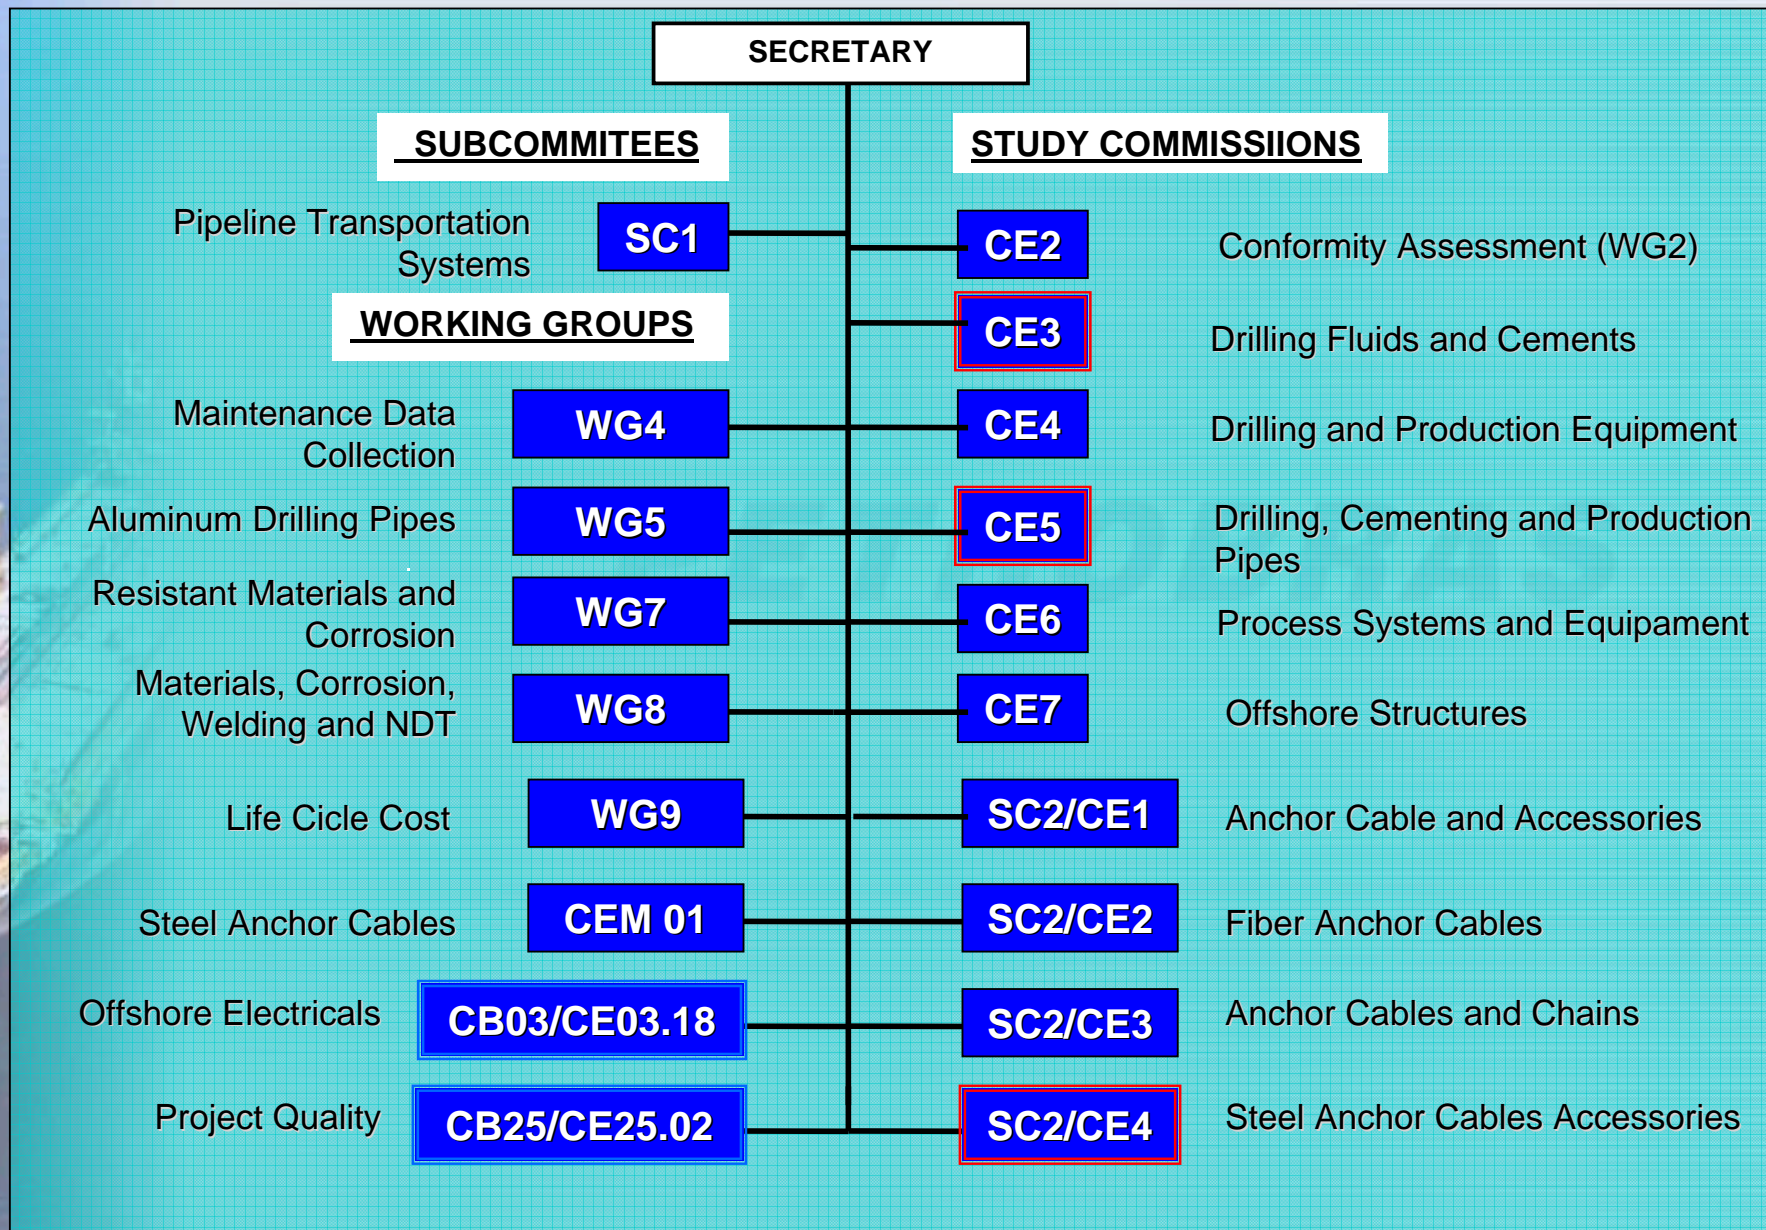 SECRETARY
SUBCOMMITEES
Pipeline Transportation
Systems
SC1
WORKING GROUPS
Maintenance Data
Collection
WG4
Aluminum Drilling Pipes
WG5
Resistant Materials and
Corrosion
WG7
Materials, Corrosion,
Welding and NDT
WG8
Life Cicle Cost
WG9
Steel Anchor Cables
CEM 01
Offshore Electricals
CB03/CE03.18
Project Quality
CB25/CE25.02
STUDY COMMISSIIONS
CE2
Conformity Assessment (WG2)
CE3
Drilling Fluids and Cements
CE4
Drilling and Production Equipment
CE5
Drilling, Cementing and Production
Pipes
CE6
Process Systems and Equipament
CE7
Offshore Structures
SC2/CE1
Anchor Cable and Accessories
SC2/CE2
Fiber Anchor Cables
SC2/CE3
Anchor Cables and Chains
SC2/CE4
Steel Anchor Cables Accessories